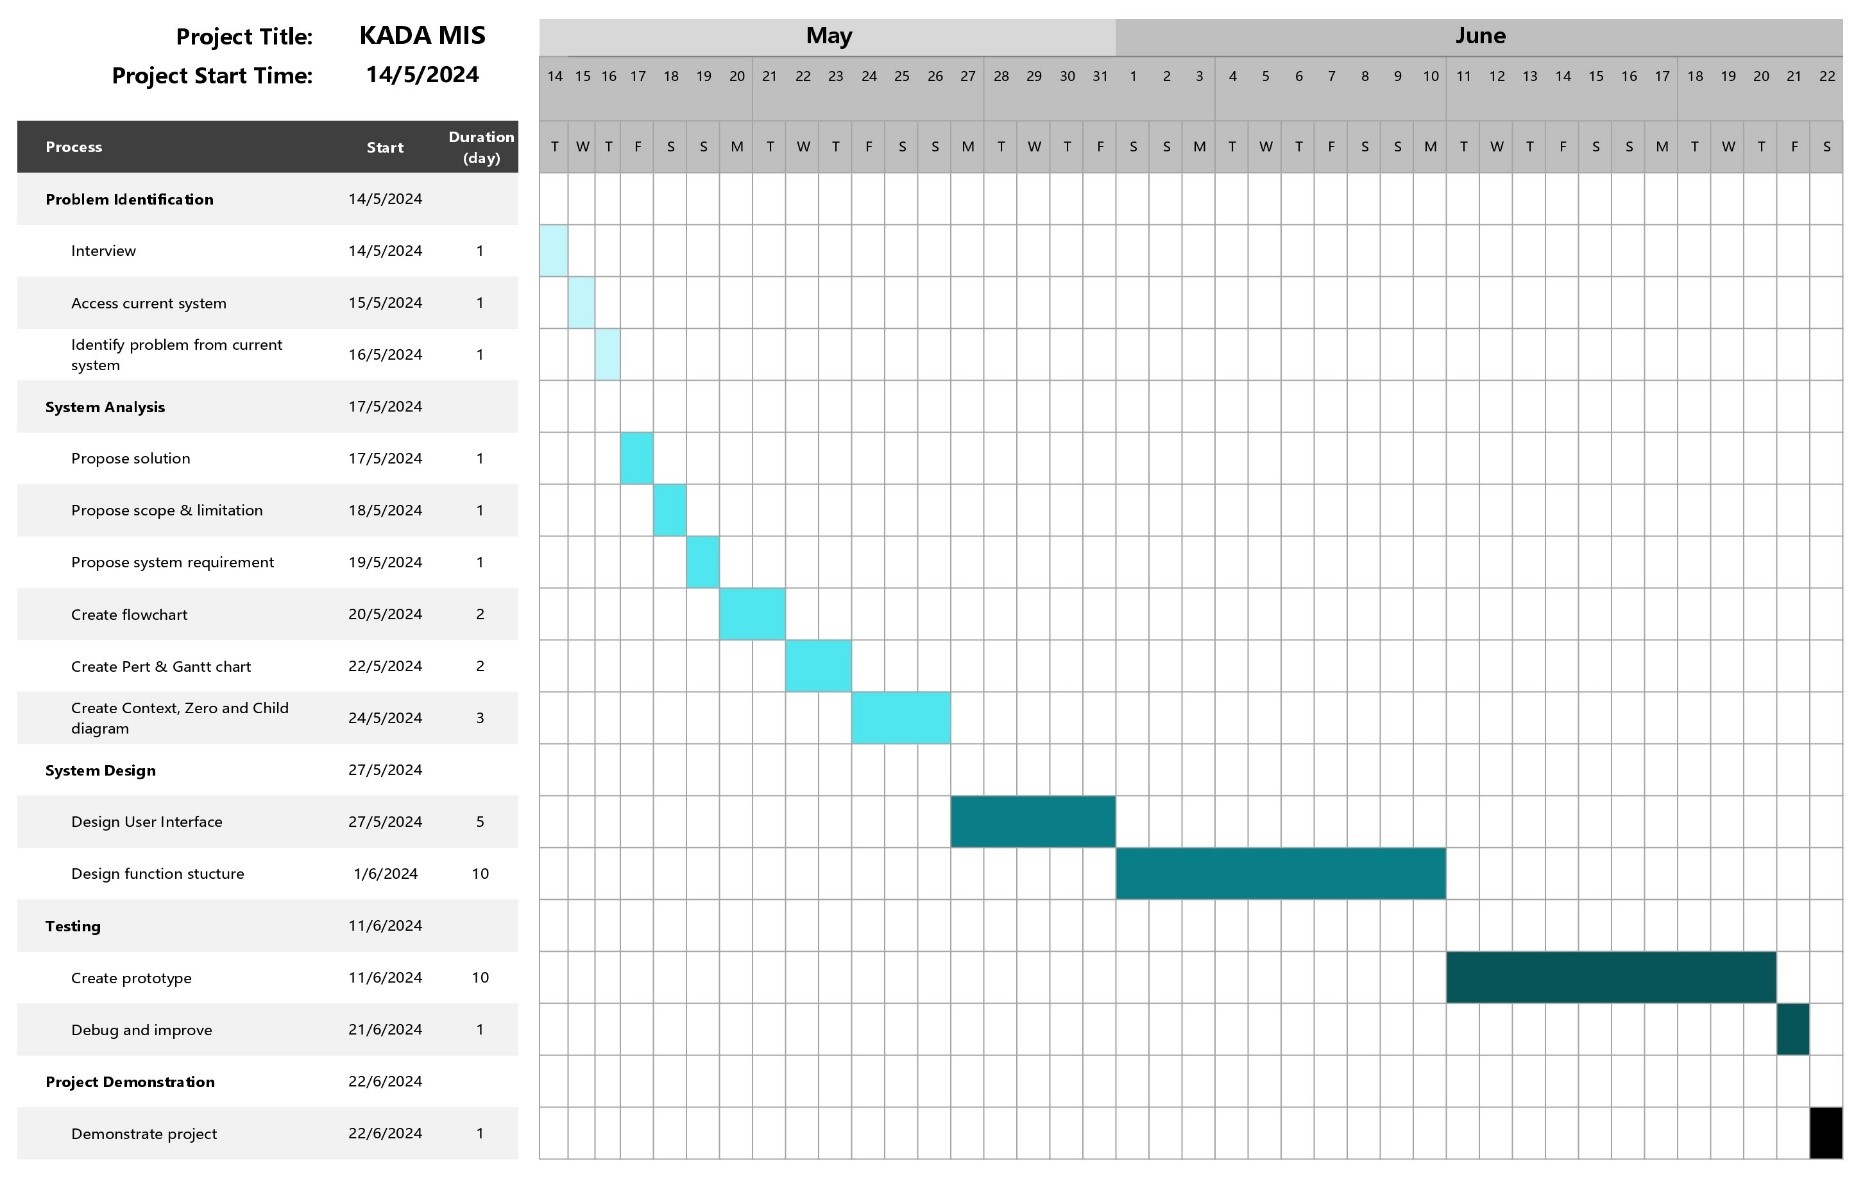 Project Title: KADA MIS
Project Start Time: 14/5/2024
May June
14 15 16 17 18 19 20 21 22 23 24 25 26 27 28 29 30 31 1 2 3 4 5 6 7 8 9 10 11 12 13 14 15 16 17 18 19 20 21 22
Process Start Duration (day)
T W T F S S M T W T F S S M T W T F S S M T W T F S S M T W T F S S M T W T F S
Problem Identification 14/5/2024
Interview 14/5/2024 1
Access current system 15/5/2024 1
Identify problem from current
system 16/5/2024 1
System Analysis 17/5/2024
Propose solution 17/5/2024 1
Propose scope & limitation 18/5/2024 1
Propose system requirement 19/5/2024 1
Create flowchart 20/5/2024 2
Create Pert & Gantt chart 22/5/2024 2
Create Context, Zero and Child
diagram 24/5/2024 3
System Design 27/5/2024
Design User Interface 27/5/2024 5
Design function stucture 1/6/2024 10
Testing 11/6/2024
Create prototype 11/6/2024 10
Debug and improve 21/6/2024 1
Project Demonstration 22/6/2024
Demonstrate project 22/6/2024 1